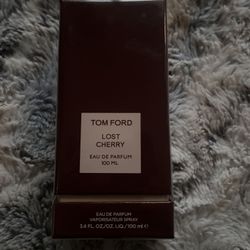 TOM FORD
LOST
CHERRY
EAU DE PARFUM
100 ML
EAU DE PARFUM
VAPORISATEUR SPRAY
3.4 FL.OZ./OZ. LIQ./100 ml ℮